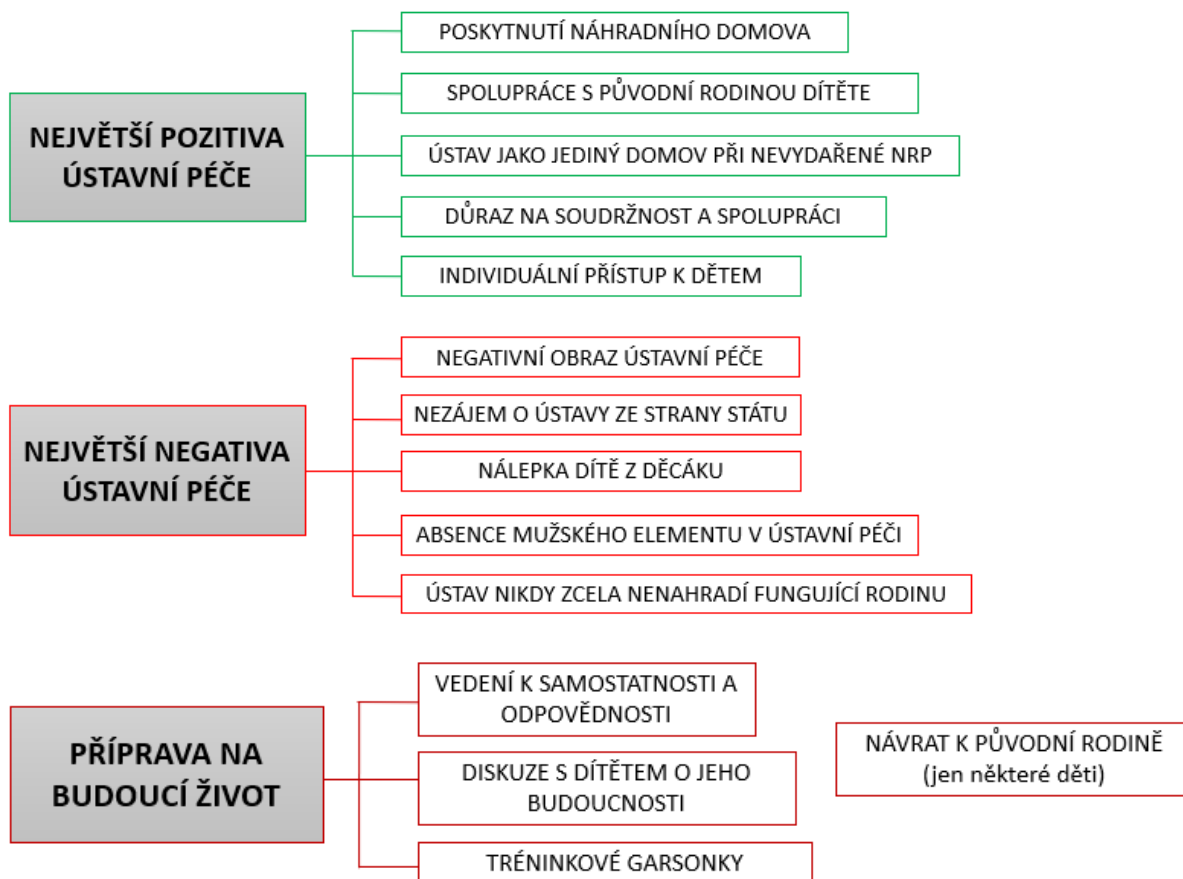 NEJVĚTŠÍ POZITIVA
ÚSTAVNÍ PÉČE
POSKYTNUTÍ NÁHRADNÍHO DOMOVA
SPOLUPRÁCE S PŮVODNÍ RODINOU DÍTĚTE
ÚSTAV JAKO JEDINÝ DOMOV PŘI NEVYDAŘENÉ NRP
DŮRAZ NA SOUDRŽNOST A SPOLUPRÁCI
INDIVIDUÁLNÍ PŘÍSTUP K DĚTEM
NEJVĚTŠÍ NEGATIVA
ÚSTAVNÍ PÉČE
NEGATIVNÍ OBRAZ ÚSTAVNÍ PÉČE
NEZÁJEM O ÚSTAVY ZE STRANY STÁTU
NÁLEPKA DÍTĚ Z DĚCÁKU
ABSENCE MUŽSKÉHO ELEMENTU V ÚSTAVNÍ PÉČI
ÚSTAV NIKDY ZCELA NENAHRADÍ FUNGUJÍCÍ RODINU
PŘÍPRAVA NA
BUDOUCÍ ŽIVOT
VEDENÍ K SAMOSTATNOSTI A
ODPOVĚDNOSTI
DISKUZE S DÍTĚTEM O JEHO
BUDOUCNOSTI
TRÉNINKOVÉ GARSONKY
NÁVRAT K PŮVODNÍ RODINĚ
(jen některé děti)